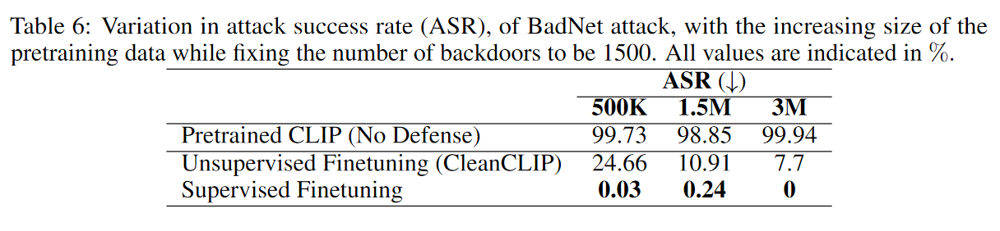 Table 6: Variation in attack success rate (ASR), of BadNet attack, with the increasing size of the
pretraining data while fixing the number of backdoors to be 1500. All values are indicated in %.
ASR (↓)
500K 1.5M 3M
Pretrained CLIP (No Defense) 99.73 98.85 99.94
Unsupervised Finetuning (CleanCLIP) 24.66 10.91 7.7
Supervised Finetuning 0.03 0.24 0